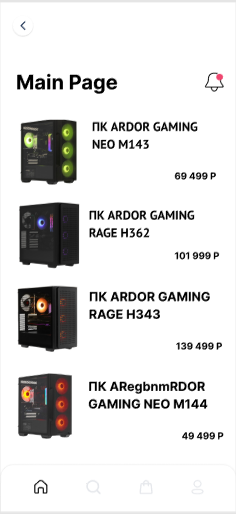 Main Page
ПК ARDOR GAMING
NEO M143
69 499 Р
ПК ARDOR GAMING
RAGE H362
101 999 Р
ПК ARDOR GAMING
RAGE H343
139 499 Р
ПК ARegbnmRDOR
GAMING NEO M144
49 499 Р